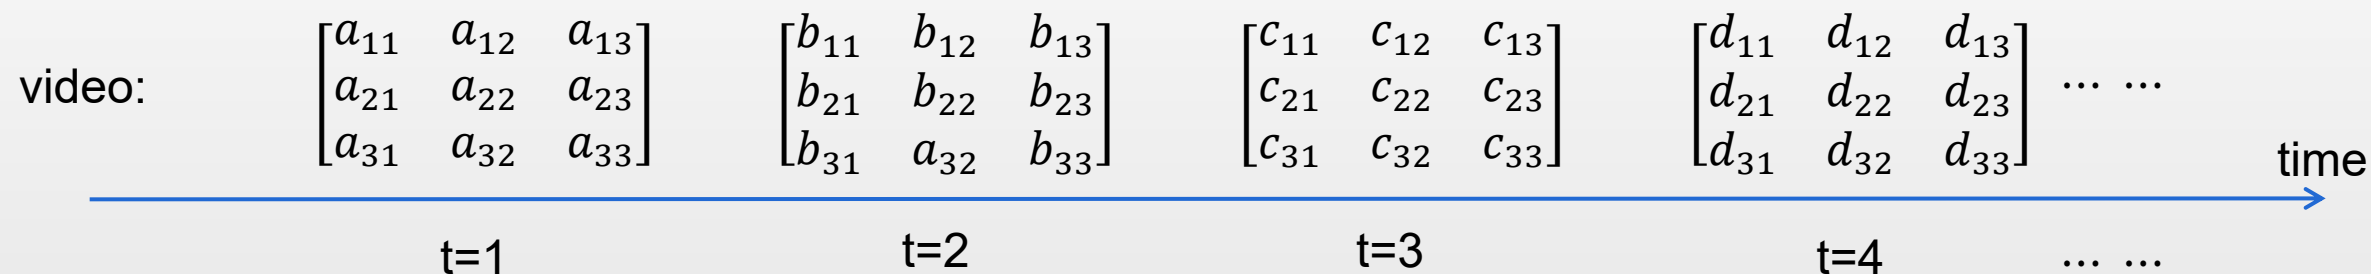 video: [a₁₁ a₁₂ a₁₃] [b₁₁ b₁₂ b₁₃] [c₁₁ c₁₂ c₁₃] [d₁₁ d₁₂ d₁₃]
[a₂₁ a₂₂ a₂₃] [b₂₁ b₂₂ b₂₃] [c₂₁ c₂₂ c₂₃] [d₂₁ d₂₂ d₂₃] ... ...
[a₃₁ a₃₂ a₃₃] [b₃₁ a₃₂ b₃₃] [c₃₁ c₃₂ c₃₃] [d₃₁ d₃₂ d₃₃]
time
t=1 t=2 t=3 t=4 ... ...